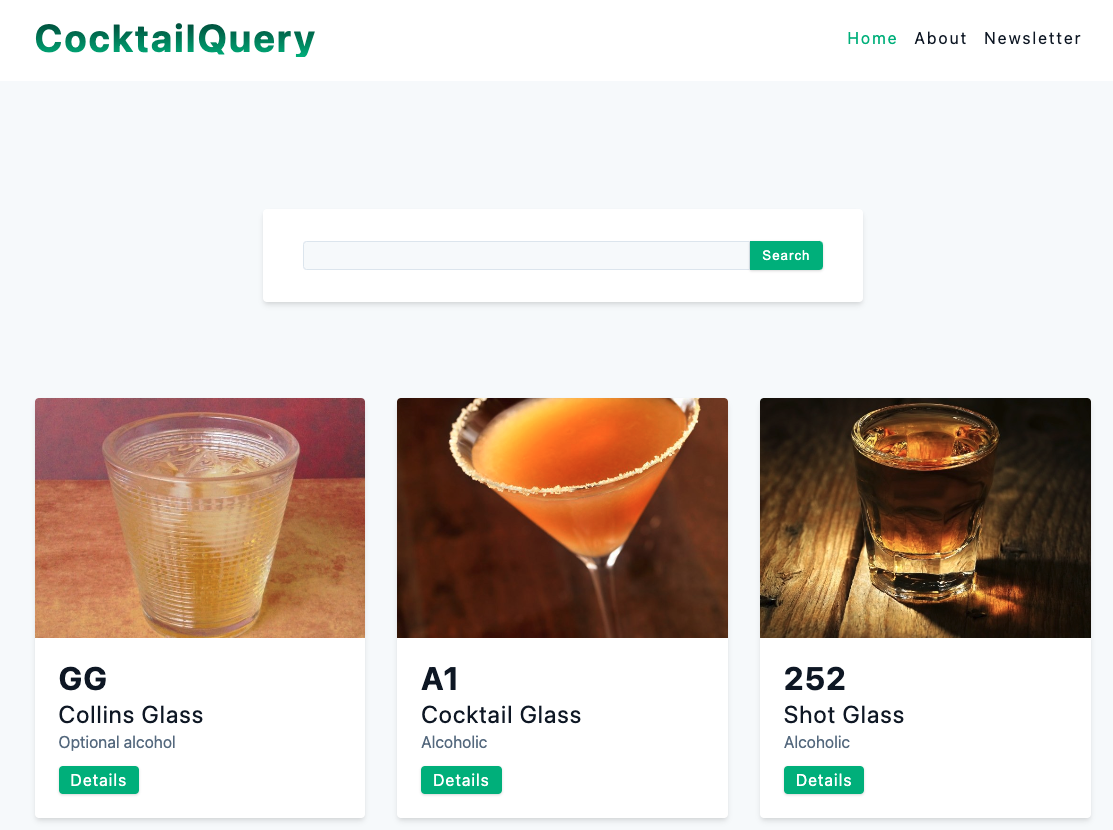 CocktailQuery
Home About Newsletter
Search
GG
Collins Glass
Optional alcohol
Details
A1
Cocktail Glass
Alcoholic
Details
252
Shot Glass
Alcoholic
Details